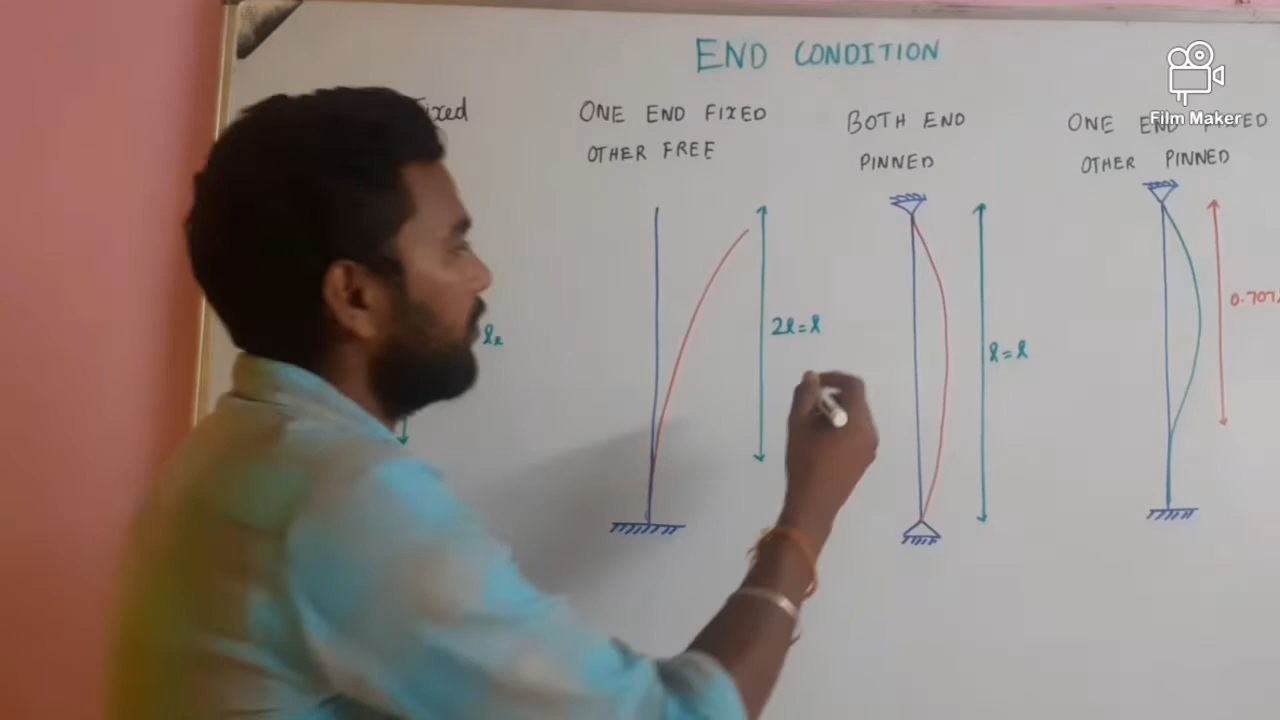 END CONDITION
Fixed
ONE END FIXED
OTHER FREE
BOTH END
PINNED
ONE END FIXED
OTHER PINNED
2l = l
l = l
0.707
Film Maker